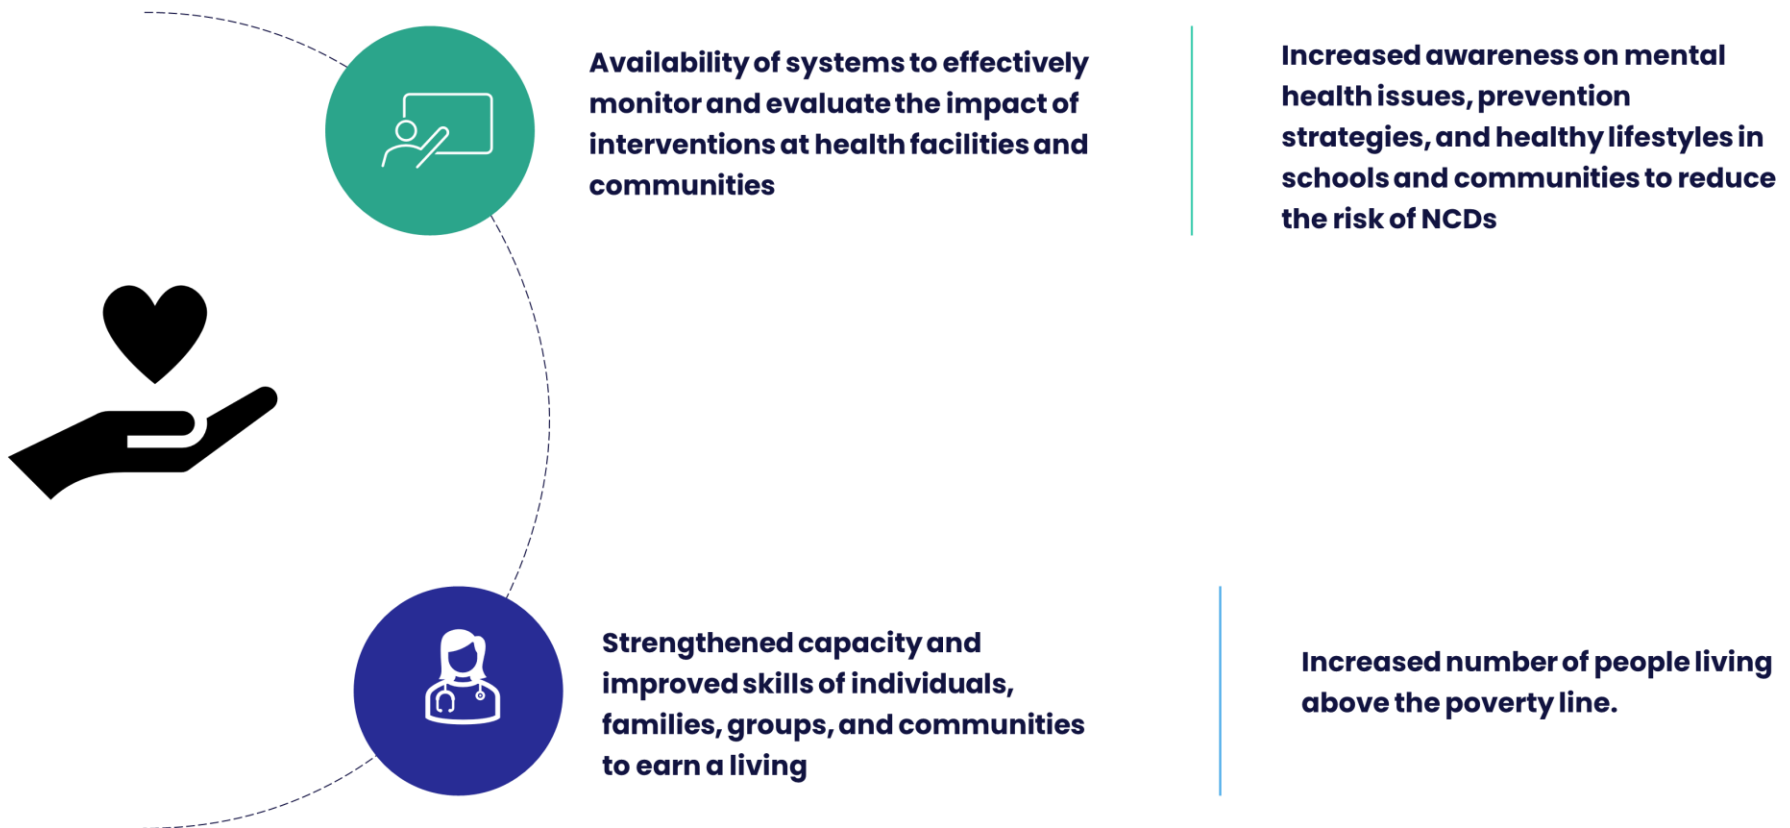 Availability of systems to effectively
monitor and evaluate the impact of
interventions at health facilities and
communities
Increased awareness on mental
health issues, prevention
strategies, and healthy lifestyles in
schools and communities to reduce
the risk of NCDs
Strengthened capacity and
improved skills of individuals,
families, groups, and communities
to earn a living
Increased number of people living
above the poverty line.